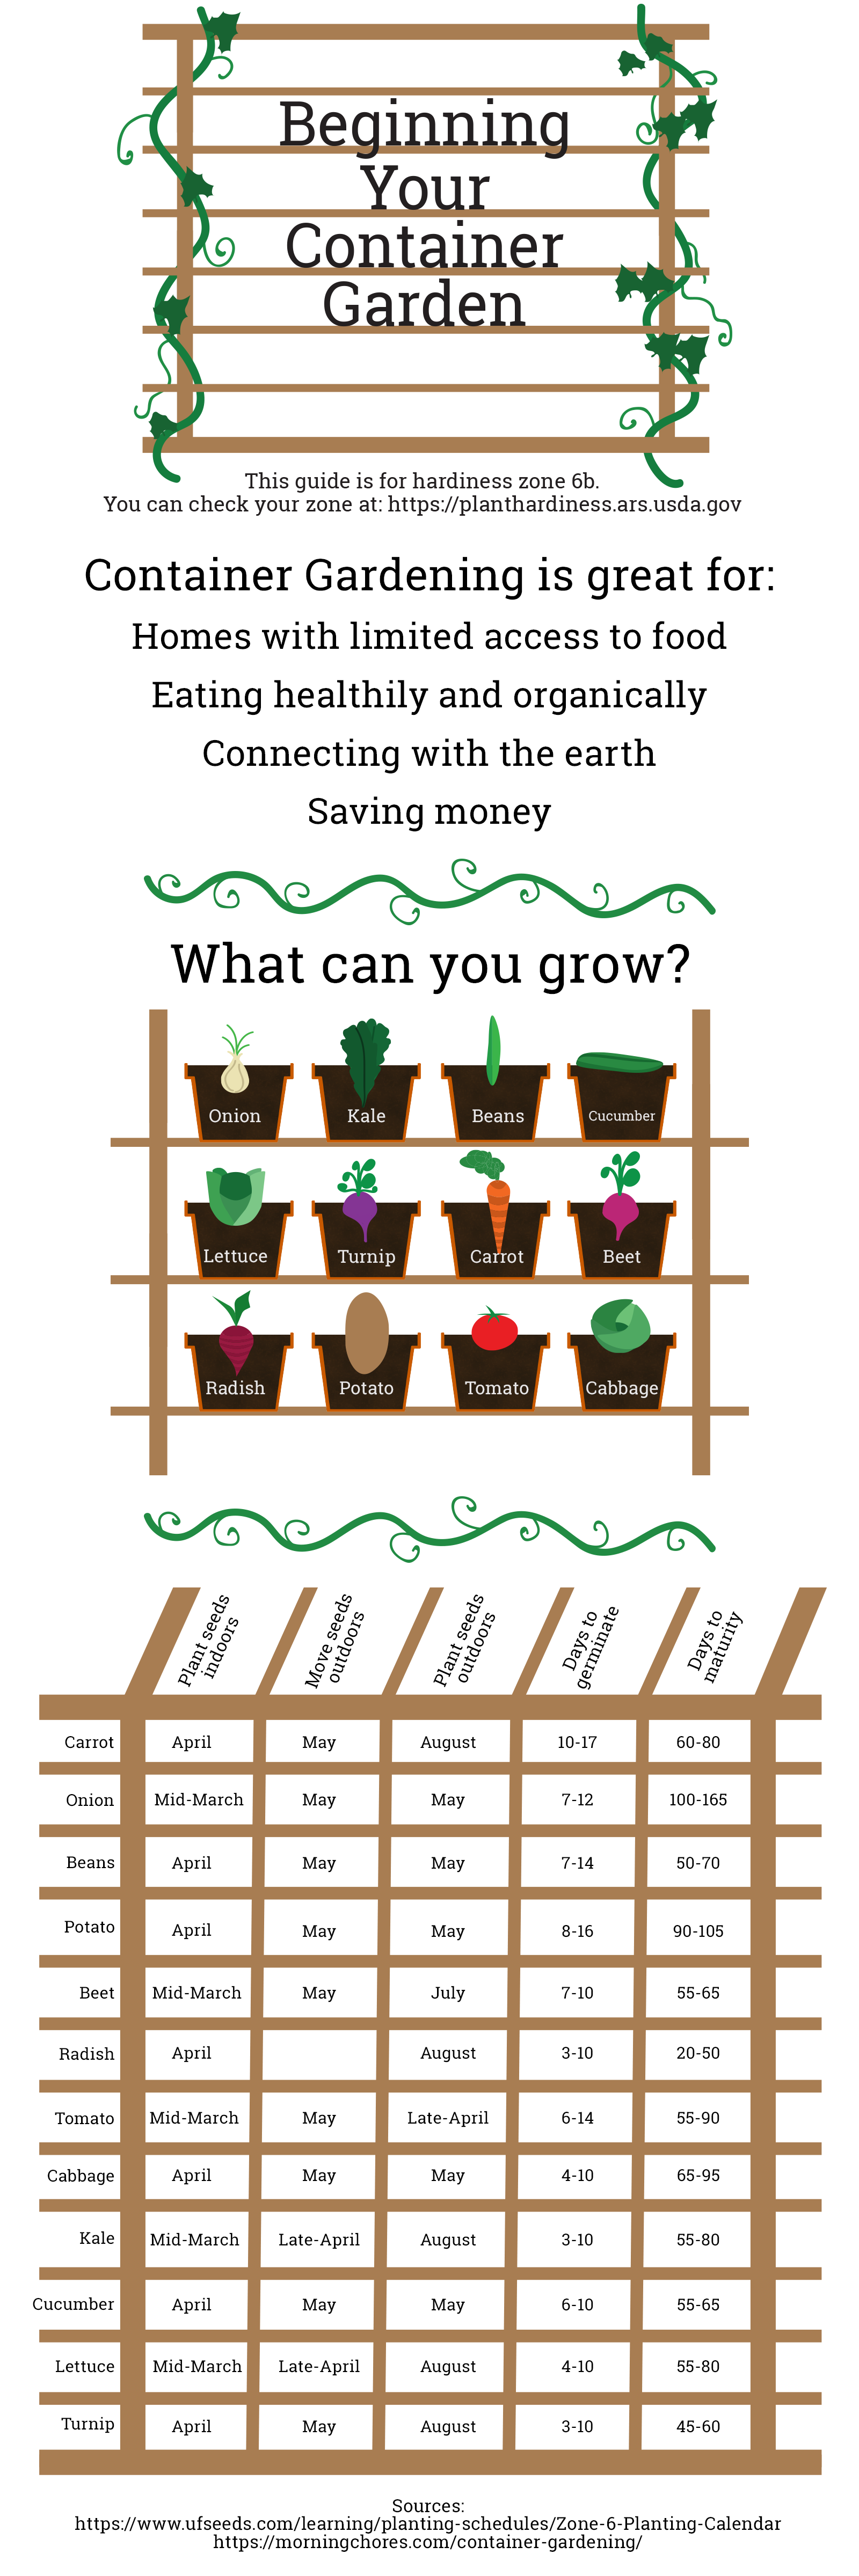 Beginning
Your
Container
Garden
This guide is for hardiness zone 6b.
You can check your zone at: https://planthardiness.ars.usda.gov
Container Gardening is great for:
Homes with limited access to food
Eating healthily and organically
Connecting with the earth
Saving money
What can you grow?
Onion Kale Beans Cucumber
Lettuce Turnip Carrot Beet
Radish Potato Tomato Cabbage
Plant seeds indoors Move seeds outdoors Plant seeds outdoors Days to germinate Days to maturity
Carrot April May August 10-17 60-80
Onion Mid-March May May 7-12 100-165
Beans April May May 7-14 50-70
Potato April May May 8-16 90-105
Beet Mid-March May July 7-10 55-65
Radish April August 3-10 20-50
Tomato Mid-March May Late-April 6-14 55-90
Cabbage April May May 4-10 65-95
Kale Mid-March Late-April August 3-10 55-80
Cucumber April May May 6-10 55-65
Lettuce Mid-March Late-April August 4-10 55-80
Turnip April May August 3-10 45-60
Sources:
https://www.ufseeds.com/learning/planting-schedules/Zone-6-Planting-Calendar
https://morningchores.com/container-gardening/